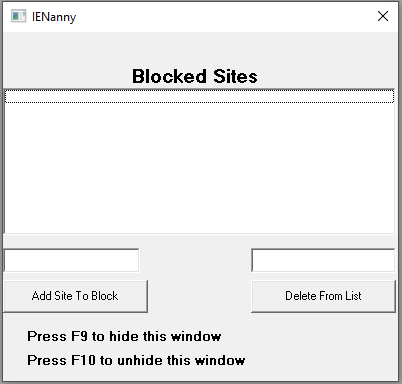 IENanny
Blocked Sites
Add Site To Block
Delete From List
Press F9 to hide this window
Press F10 to unhide this window